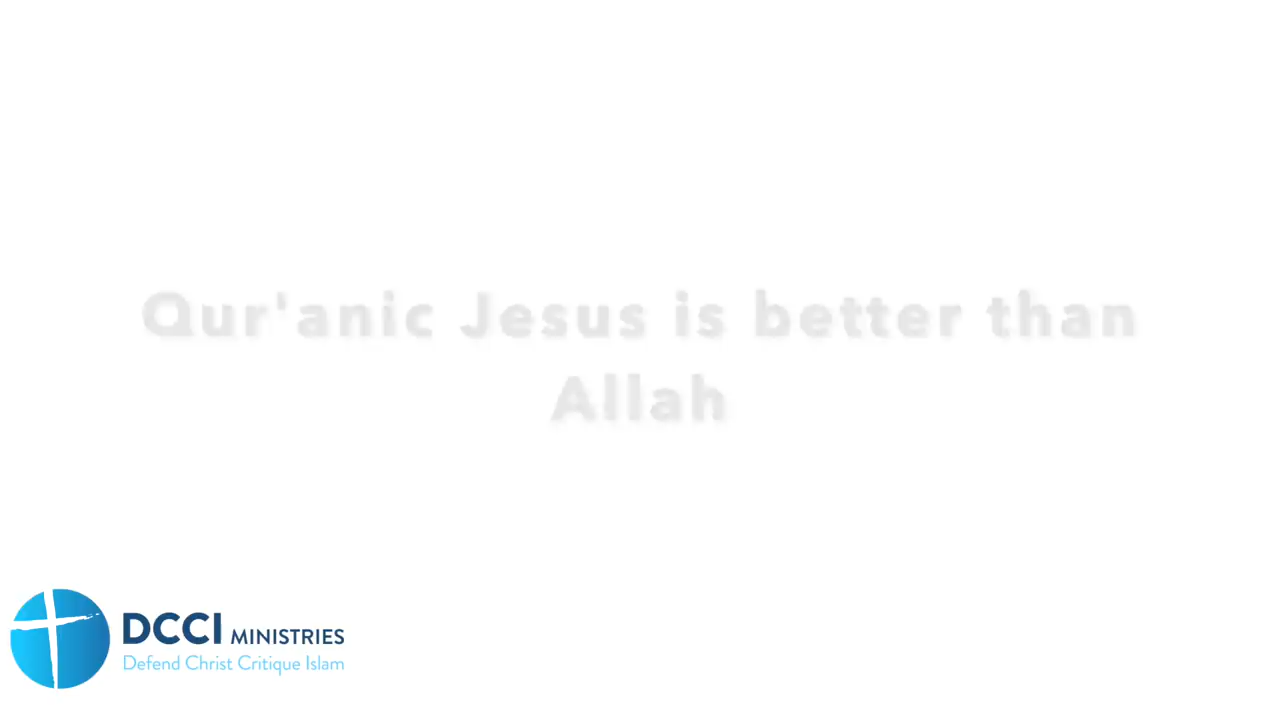 Qur'anic Jesus is better than
Allah
DCCI MINISTRIES
Defend Christ Critique Islam